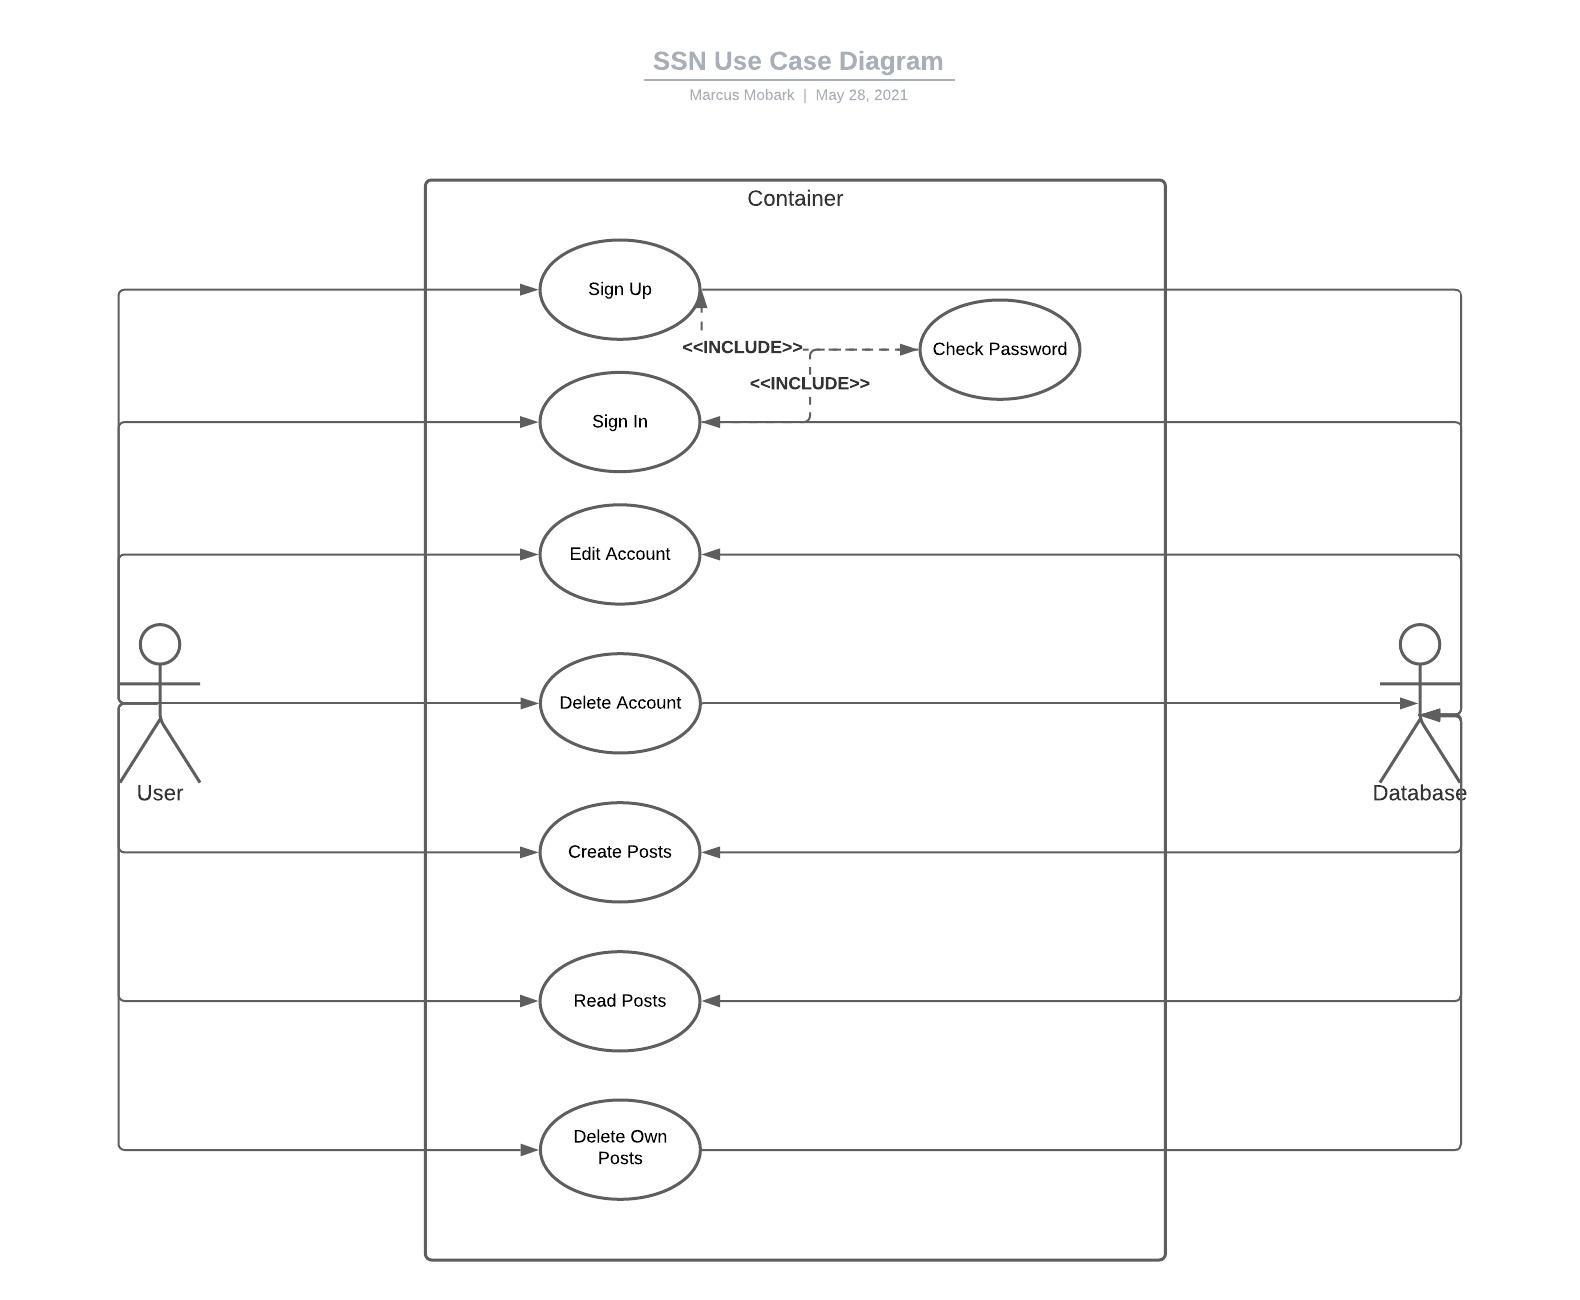 SSN Use Case Diagram
Marcus Mobark | May 28, 2021
Container
Sign Up
<<INCLUDE>>
Check Password
<<INCLUDE>>
Sign In
Edit Account
Delete Account
User
Database
Create Posts
Read Posts
Delete Own
Posts